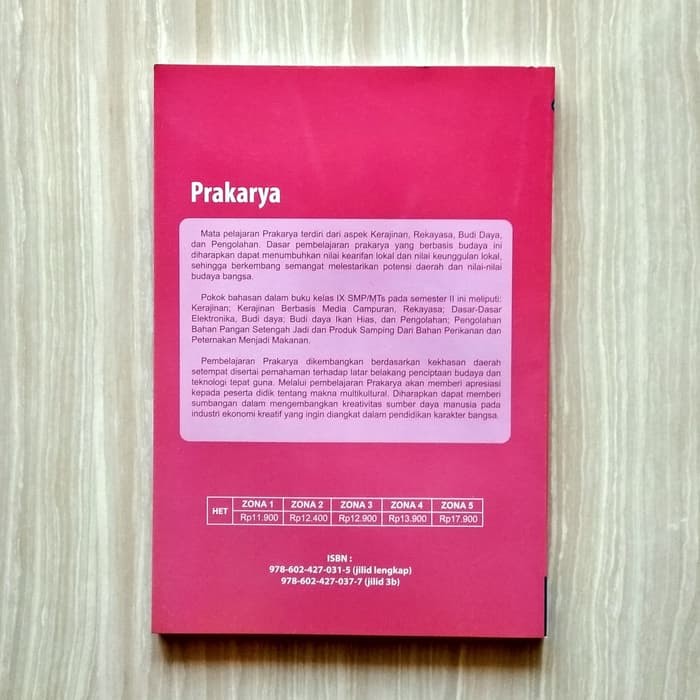 Prakarya
Mata pelajaran Prakarya terdiri dari aspek Kerajinan, Rekayasa, Budi Daya,
dan Pengolahan. Dasar pembelajaran prakarya yang berbasis budaya ini
diharapkan dapat menumbuhkan nilai kearifan lokal dan nilai keunggulan lokal,
sehingga berkembang semangat melestarikan potensi daerah dan nilai-nilai
budaya bangsa.
Pokok bahasan dalam buku kelas IX SMP/MTs pada semester II ini meliputi:
Kerajinan; Kerajinan Berbasis Media Campuran, Rekayasa; Dasar-Dasar
Elektronika, Budi daya; Budi daya Ikan Hias, dan Pengolahan; Pengolahan
Bahan Pangan Setengah Jadi dan Produk Samping Dari Bahan Perikanan dan
Peternakan Menjadi Makanan.
Pembelajaran Prakarya dikembangkan berdasarkan kekhasan daerah
setempat disertai pemahaman terhadap latar belakang penciptaan budaya dan
teknologi tepat guna. Melalui pembelajaran Prakarya akan memberi apresiasi
kepada peserta didik tentang makna multikultural. Diharapkan dapat memberi
sumbangan dalam mengembangkan kreativitas sumber daya manusia pada
industri ekonomi kreatif yang ingin diangkat dalam pendidikan karakter bangsa.
HET ZONA 1 ZONA 2 ZONA 3 ZONA 4 ZONA 5
Rp11.900 Rp12.400 Rp12.900 Rp13.900 Rp17.900
ISBN :
978-602-427-031-5 (jilid lengkap)
978-602-427-037-7 (jilid 3b)